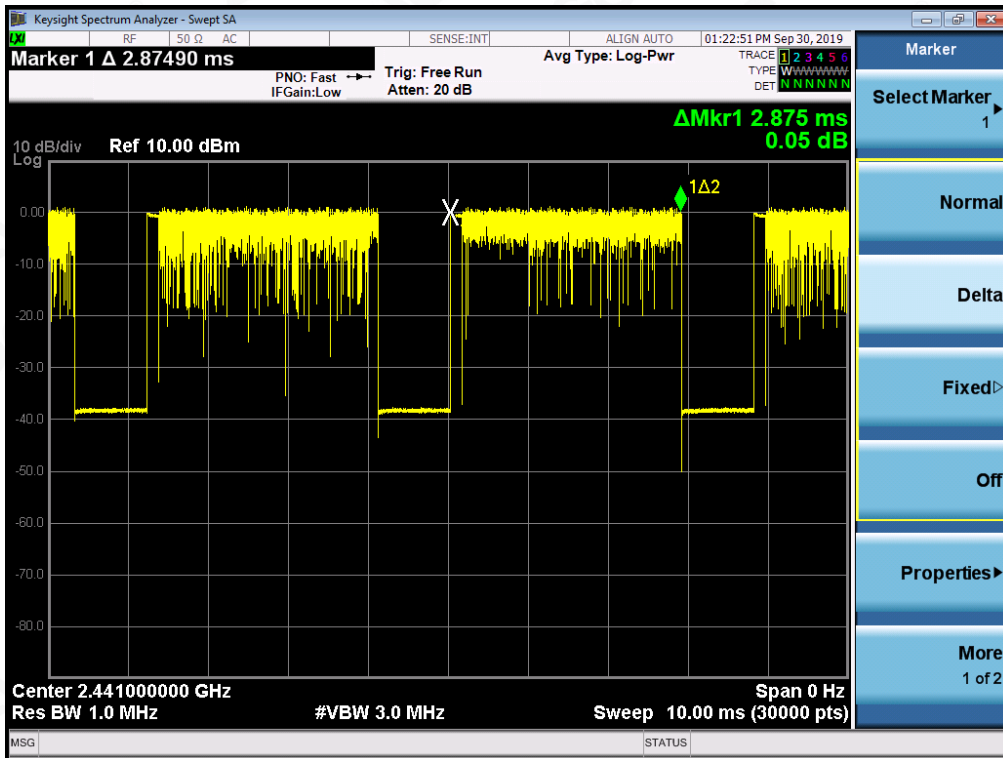 Keysight Spectrum Analyzer - Swept SA
LXI RF 50 Ω AC SENSE:INT ALIGN AUTO 01:22:51 PM Sep 30, 2019
Marker 1 Δ 2.87490 ms
PNO: Fast
IFGain:Low
Trig: Free Run
Atten: 20 dB
Avg Type: Log-Pwr
TRACE 1 2 3 4 5 6
TYPE WWWWWW
DET N N N N N N
ΔMkr1 2.875 ms
0.05 dB
10 dB/div Ref 10.00 dBm
Log
1Δ2
0.00
-10.0
-20.0
-30.0
-40.0
-50.0
-60.0
-70.0
-80.0
Center 2.441000000 GHz Span 0 Hz
Res BW 1.0 MHz #VBW 3.0 MHz Sweep 10.00 ms (30000 pts)
MSG STATUS
Marker
Select Marker
1
Normal
Delta
Fixed
Off
Properties
More
1 of 2